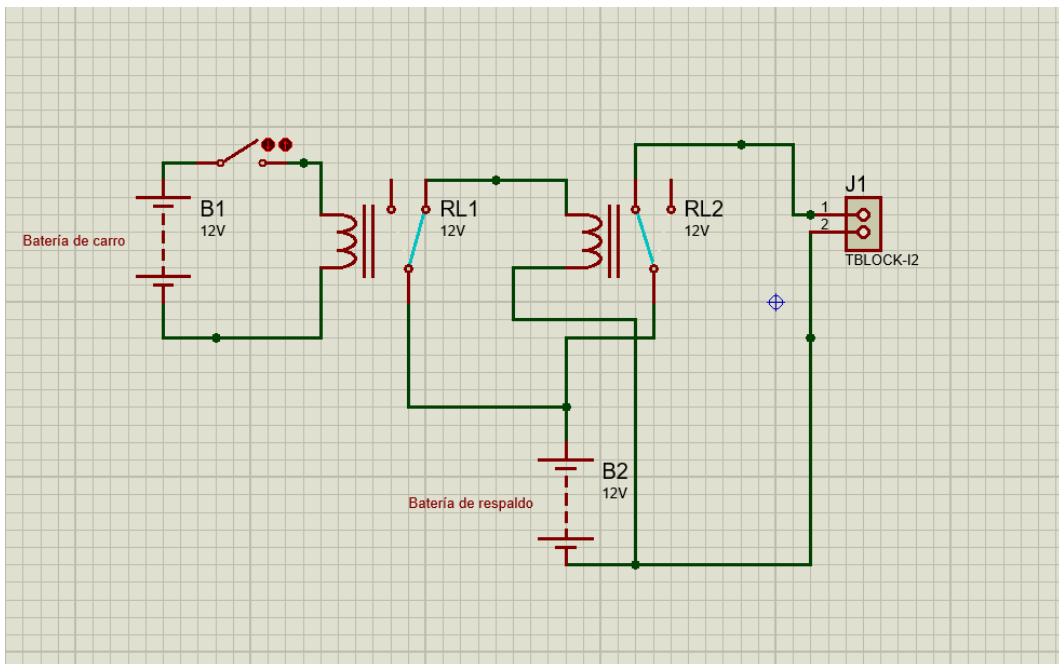 B1
12V
Batería de carro
RL1
12V
RL2
12V
J1
1
2
TBLOCK-I2
B2
12V
Batería de respaldo